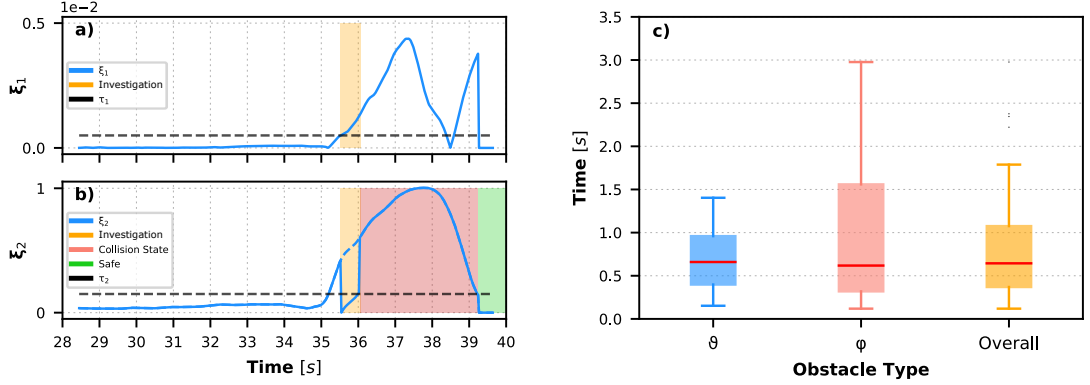 1e-2
a)
0.5
0.0
ξ1
ξ1
Investigation
τ1
b)
1
0
ξ2
ξ2
Investigation
Collision State
Safe
τ2
28 29 30 31 32 33 34 35 36 37 38 39 40
Time [s]
c)
3.5
3.0
2.5
2.0
1.5
1.0
0.5
0.0
Time [s]
ϑ φ Overall
Obstacle Type